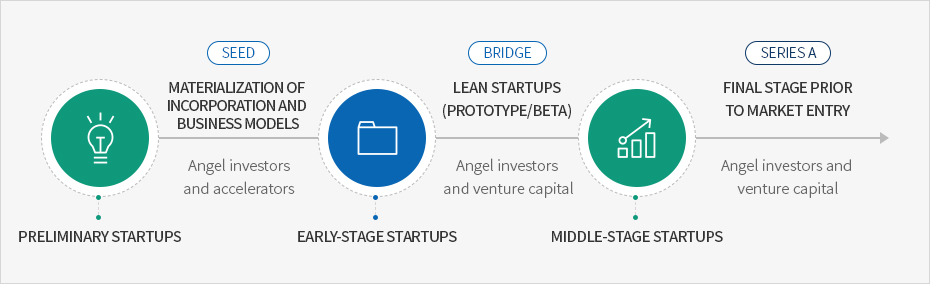 SEED
MATERIALIZATION OF
INCORPORATION AND
BUSINESS MODELS
Angel investors
and accelerators
BRIDGE
LEAN STARTUPS
(PROTOTYPE/BETA)
Angel investors
and venture capital
SERIES A
FINAL STAGE PRIOR
TO MARKET ENTRY
Angel investors and
venture capital
PRELIMINARY STARTUPS
EARLY-STAGE STARTUPS
MIDDLE-STAGE STARTUPS